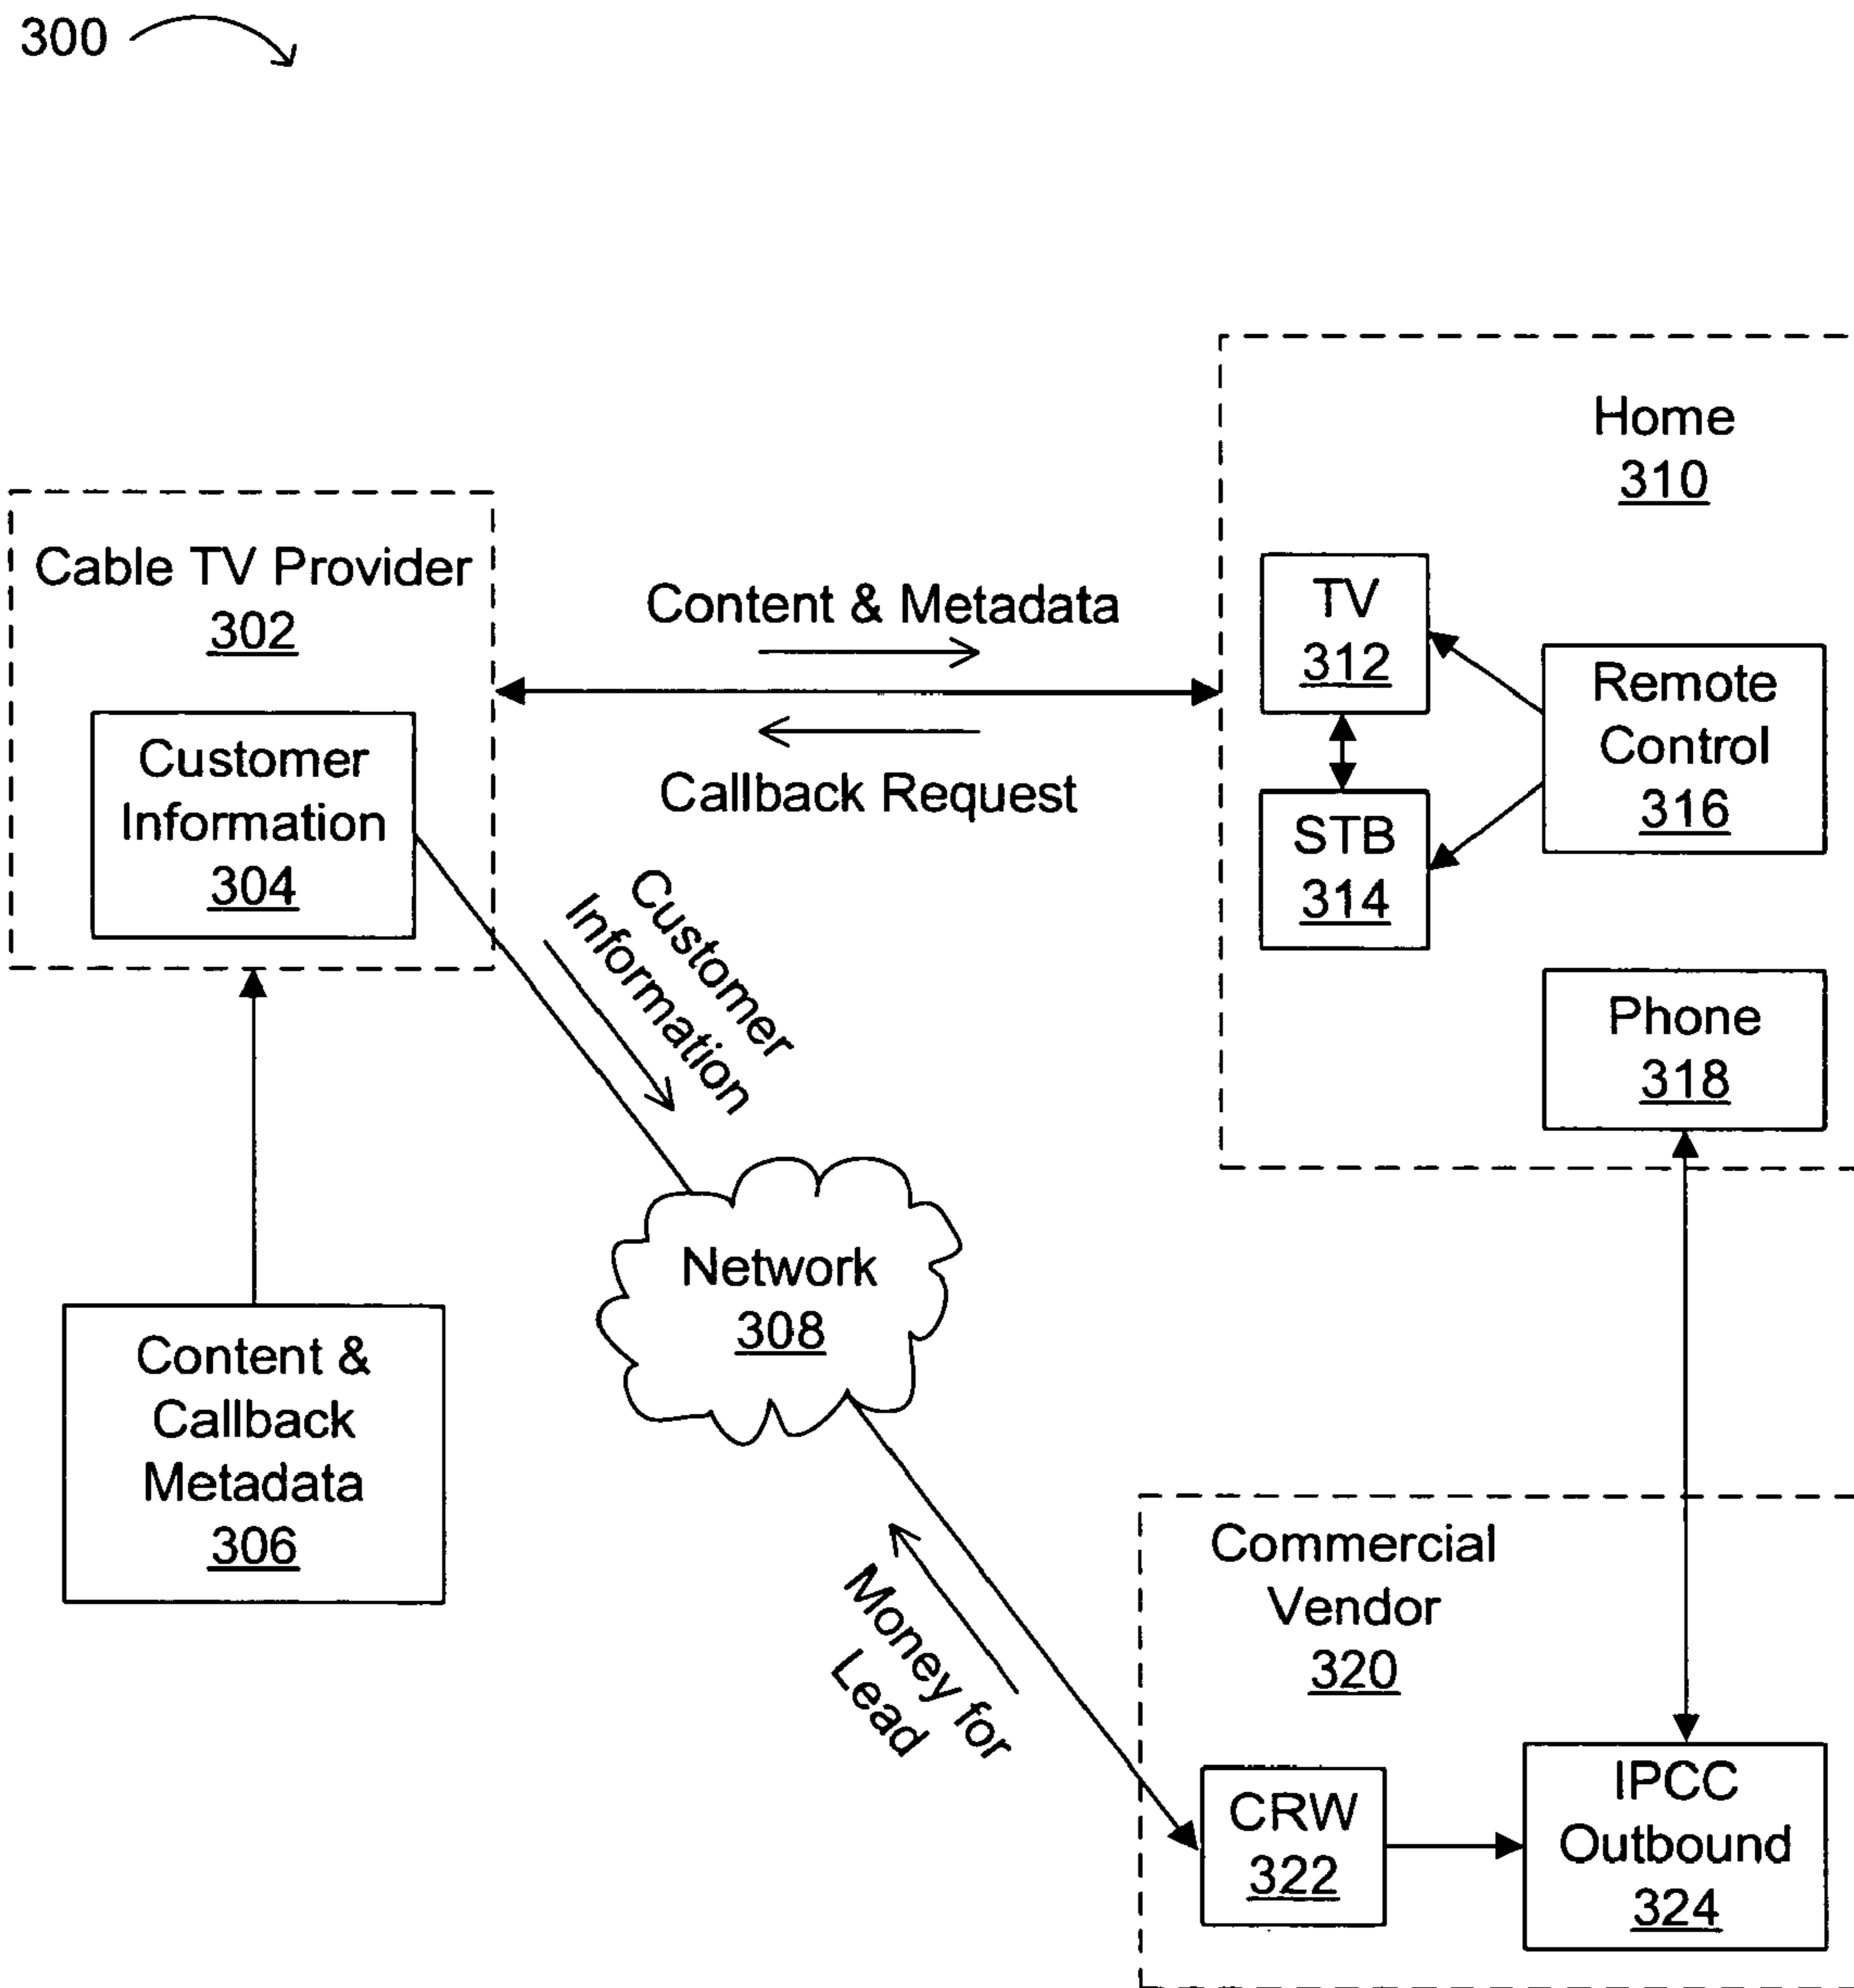 300
Home
310
Cable TV Provider
302
Content & Metadata
TV
312
Remote
Control
316
Customer
Information
304
Callback Request
STB
314
Customer
Information
Phone
318
Network
308
Content &
Callback
Metadata
306
Commercial
Vendor
320
Money for
Lead
CRW
322
IPCC
Outbound
324